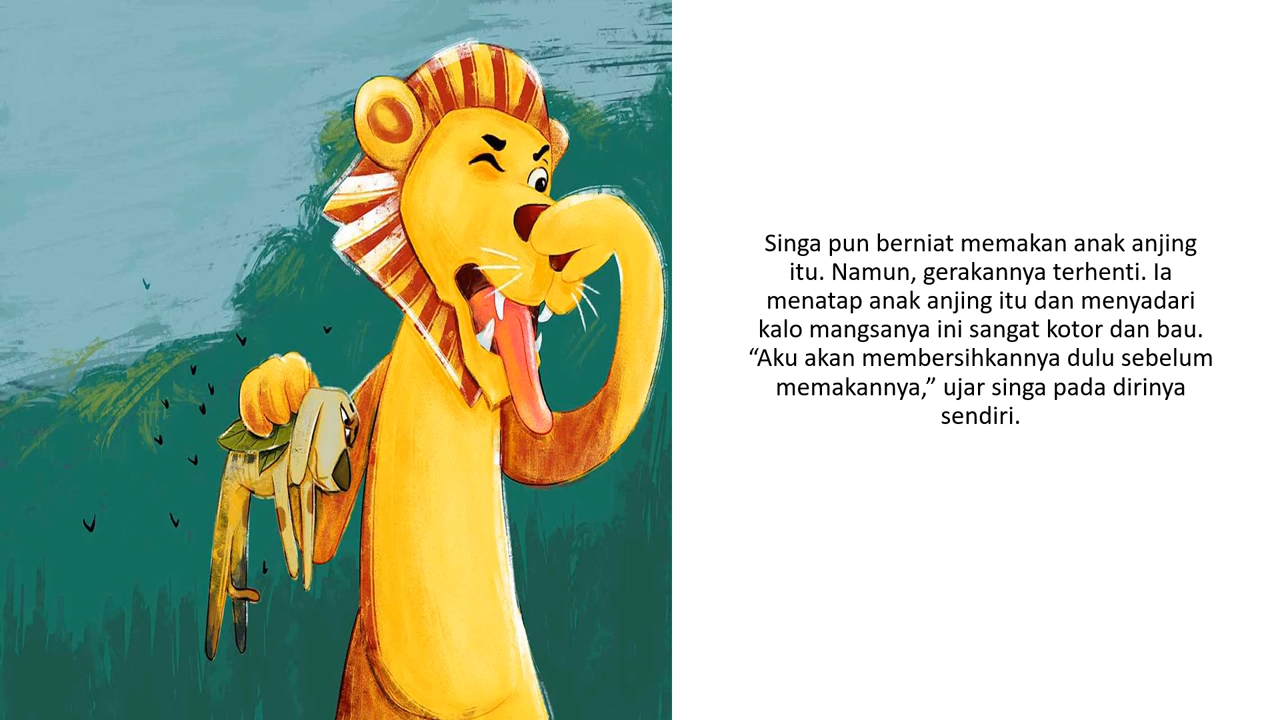 Singa pun berniat memakan anak anjing
itu. Namun, gerakannya terhenti. Ia
menatap anak anjing itu dan menyadari
kalo mangsanya ini sangat kotor dan bau.
“Aku akan membersihkannya dulu sebelum
memakannya,” ujar singa pada dirinya
sendiri.